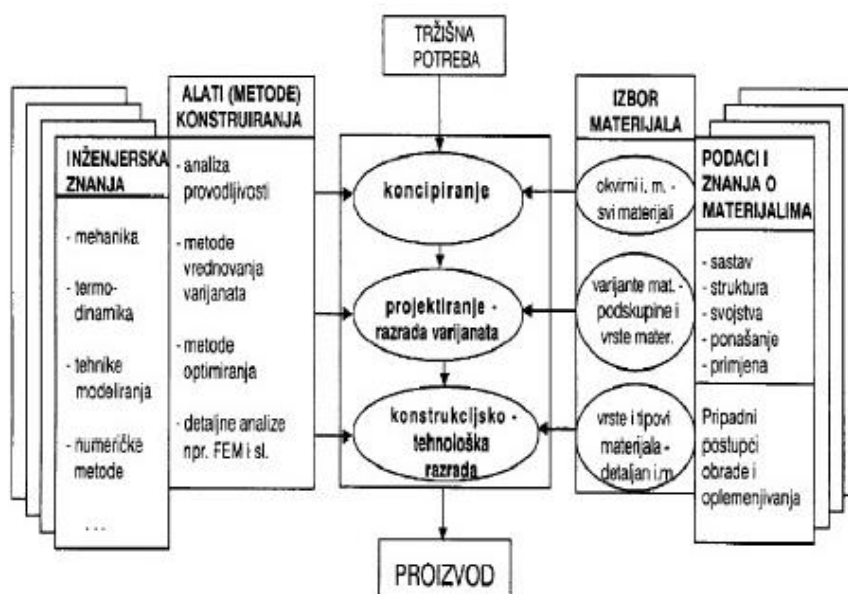 TRŽIŠNA
POTREBA
INŽENJERSKA
ZNANJA
- mehanika
- termo-
dinamika
- tehnike
modeliranja
- numeričke
metode
...
ALATI (METODE)
KONSTRUIRANJA
- analiza
provodljivosti
- metode
vrednovanja
varijanata
- metode
optimiranja
- detaljne analize
npr. FEM i sl.
koncipiranje
projektiranje -
razrada varijanata
konstrukcijsko -
tehnološka
razrada
PROIZVOD
IZBOR
MATERIJALA
okvirni i. m. -
svi materijali
varijante mat. -
podskupine i
vrste mater.
vrste i tipovi
materijala -
detaljan i.m.
PODACI I
ZNANJA O
MATERIJALIMA
- sastav
- struktura
- svojstva
- ponašanje
- primjena
Pripadni
postupci
obrade i
oplemenjivanja